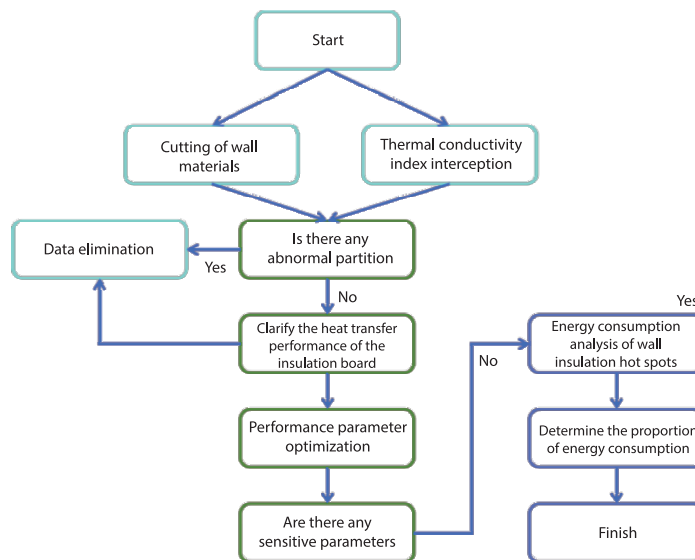 Start
Cutting of wall
materials
Thermal conductivity
index interception
Is there any
abnormal partition
Data elimination
Yes
No
Clarify the heat transfer
performance of the
insulation board
Performance parameter
optimization
Are there any
sensitive parameters
No
Yes
Energy consumption
analysis of wall
insulation hot spots
Determine the proportion
of energy consumption
Finish